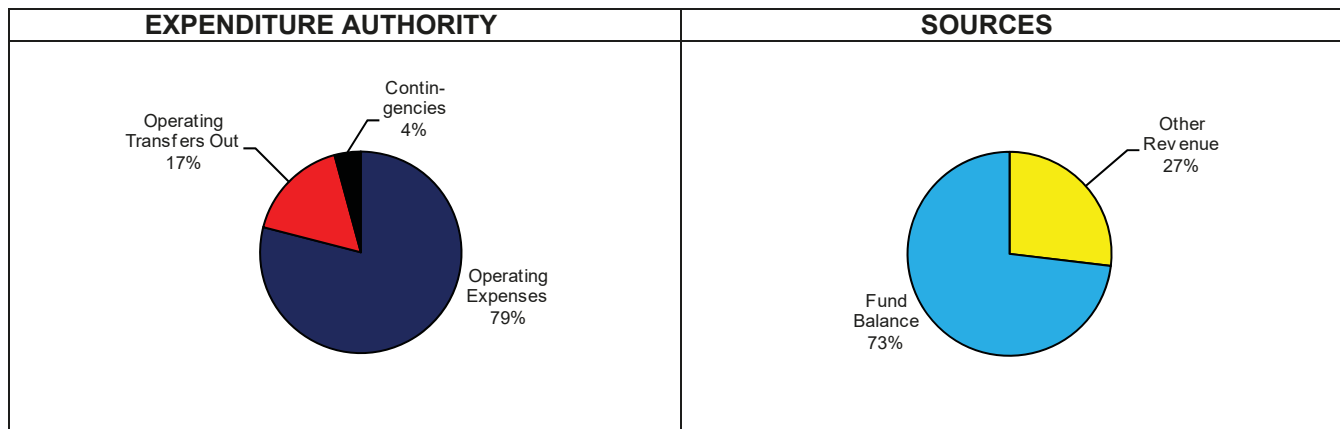 EXPENDITURE AUTHORITY
SOURCES
Contin-
gencies
4%
Operating
Transfers Out
17%
Operating
Expenses
79%
Other
Revenue
27%
Fund
Balance
73%